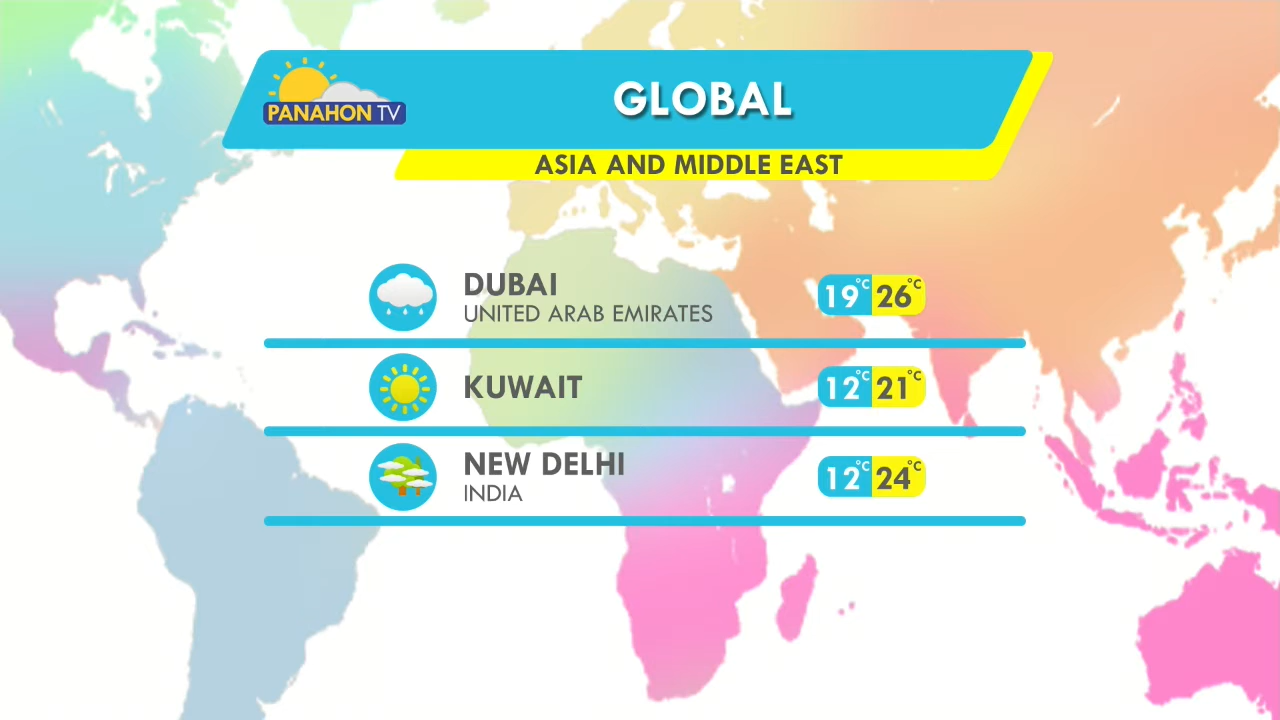 PANAHON TV
GLOBAL
ASIA AND MIDDLE EAST
DUBAI
UNITED ARAB EMIRATES
19°C 26°C
KUWAIT
12°C 21°C
NEW DELHI
INDIA
12°C 24°C